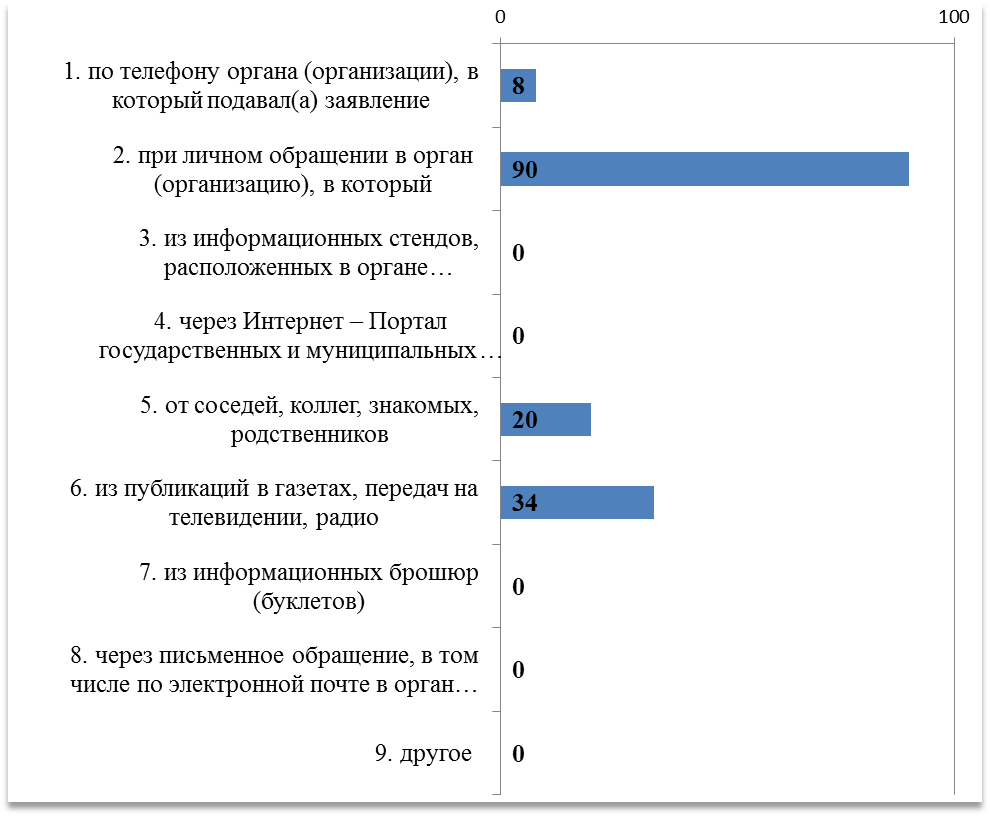 0 100
1. по телефону органа (организации), в
который подавал(а) заявление
8
2. при личном обращении в орган
(организацию), в который
90
3. из информационных стендов,
расположенных в органе…
0
4. через Интернет – Портал
государственных и муниципальных…
0
5. от соседей, коллег, знакомых,
родственников
20
6. из публикаций в газетах, передач на
телевидении, радио
34
7. из информационных брошюр
(буклетов)
0
8. через письменное обращение, в том
числе по электронной почте в орган…
0
9. другое
0